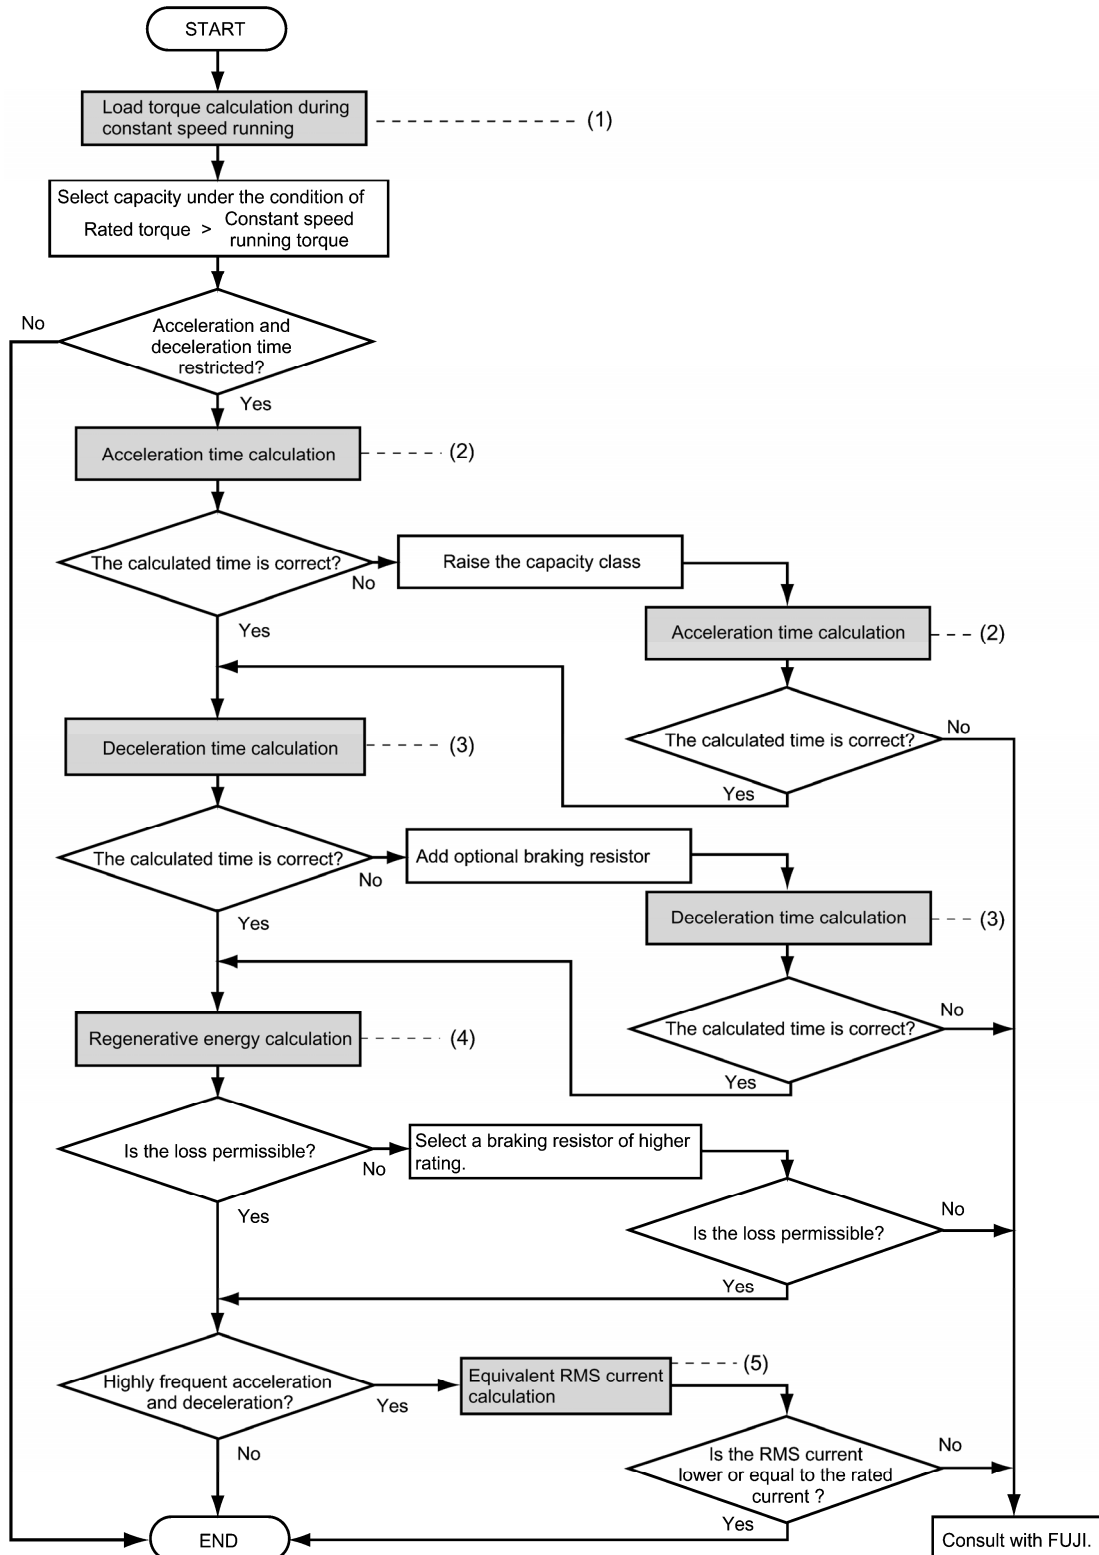 START
Load torque calculation during
constant speed running
(1)
Select capacity under the condition of
Rated torque > Constant speed
running torque
No
Acceleration and
deceleration time
restricted?
Yes
Acceleration time calculation
(2)
The calculated time is correct?
No
Raise the capacity class
Yes
Acceleration time calculation
(2)
Deceleration time calculation
(3)
The calculated time is correct?
No
Yes
The calculated time is correct?
No
Add optional braking resistor
Yes
Deceleration time calculation
(3)
Regenerative energy calculation
(4)
The calculated time is correct?
No
Yes
Is the loss permissible?
No
Select a braking resistor of higher
rating.
Yes
Is the loss permissible?
No
Yes
Highly frequent acceleration
and deceleration?
Yes
Equivalent RMS current
calculation
(5)
No
Is the RMS current
lower or equal to the rated
current ?
No
Yes
END
Consult with FUJI.